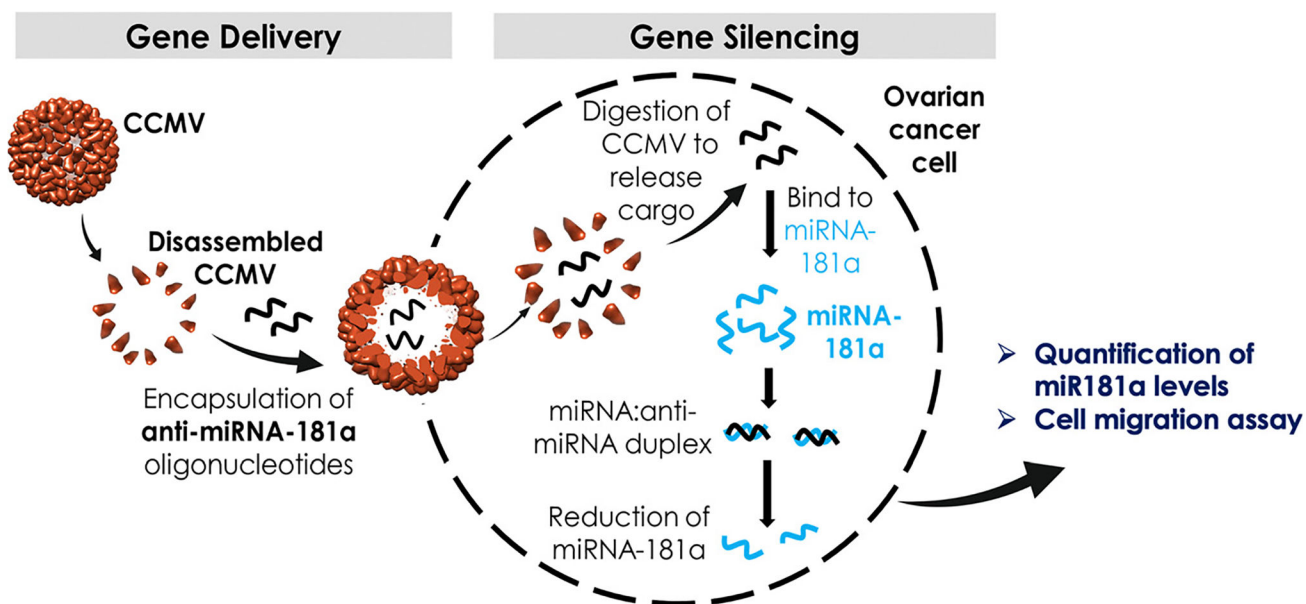 Gene Delivery
Gene Silencing
CCMV
Disassembled
CCMV
Encapsulation of
anti-miRNA-181a
oligonucleotides
Digestion of
CCMV to
release
cargo
Ovarian
cancer
cell
Bind to
miRNA-
181a
miRNA-
181a
miRNA:anti-
miRNA duplex
Reduction of
miRNA-181a
➢ Quantification of
miR181a levels
➢ Cell migration assay